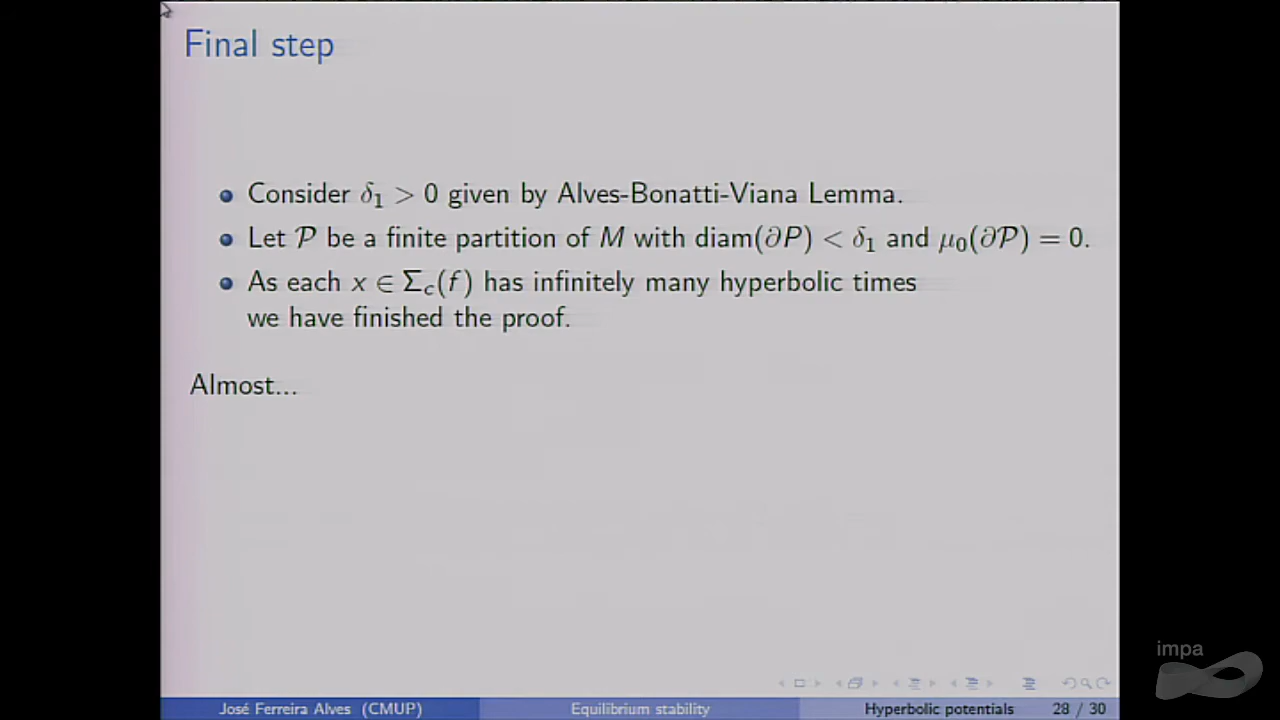 Final step
Consider δ₁ > 0 given by Alves-Bonatti-Viana Lemma.
Let 𝒫 be a finite partition of M with diam(∂P) < δ₁ and μ₀(∂𝒫) = 0.
As each x ∈ Σ_c(f) has infinitely many hyperbolic times
we have finished the proof.
Almost...
impa
José Ferreira Alves (CMUP) Equilibrium stability Hyperbolic potentials 28 / 30